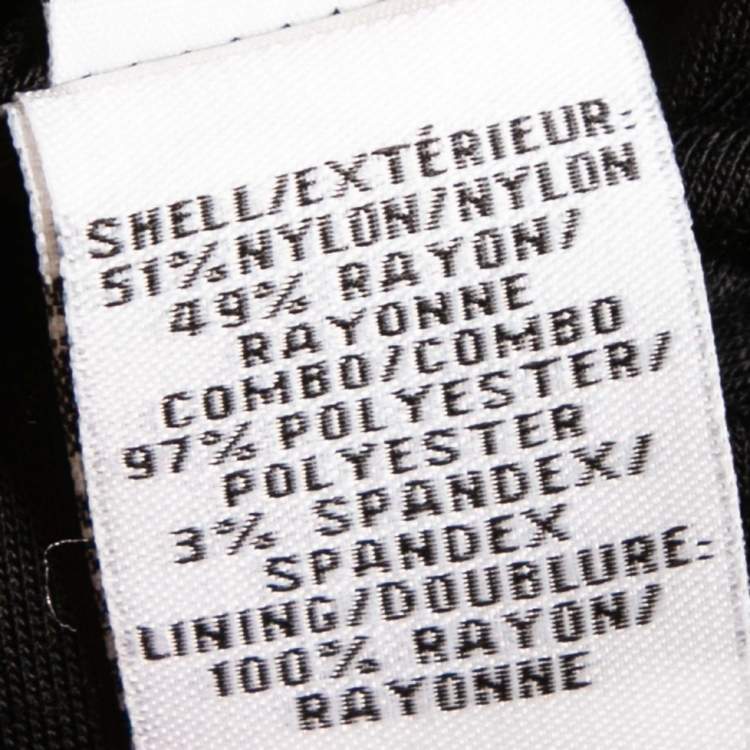 SHELL/EXTÉRIEUR:
51% NYLON/NYLON
49% RAYON/
RAYONNE
COMBO/COMBO
97% POLYESTER/
POLYESTER
3% SPANDEX/
SPANDEX
LINING/DOUBLURE:
100% RAYON/
RAYONNE